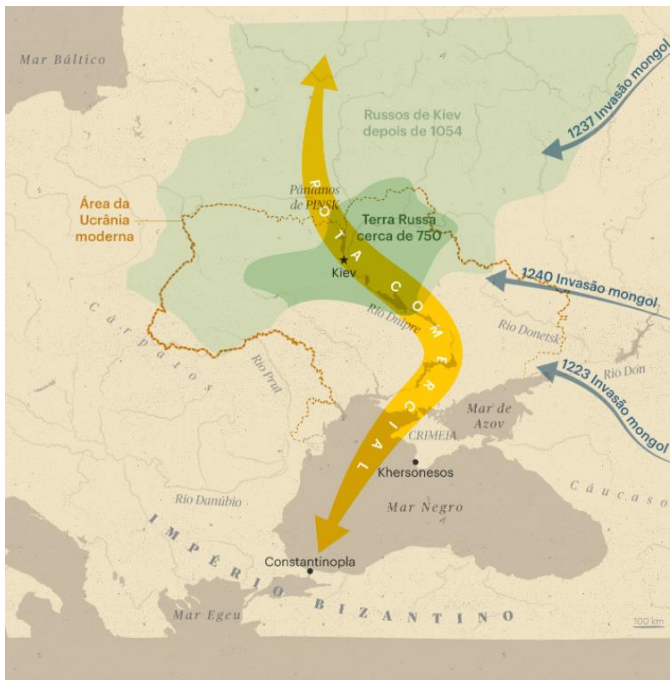 Mar Báltico
Russos de Kiev
depois de 1054
1237 Invasão mongol
Área da
Ucrânia
moderna
Pântanos
de PINSK
Terra Russa
cerca de 750
ROTA COMERCIAL
Kiev
1240 Invasão mongol
Rio Dnipre
Rio Donetsk
Cárpatos
Rio Prut
Rio Don
1223 Invasão mongol
Mar de
Azov
CRIMEIA
Khersonesos
Cáucaso
Rio Danúbio
Mar Negro
Constantinopla
IMPÉRIO BIZANTINO
Mar Egeu
100 km